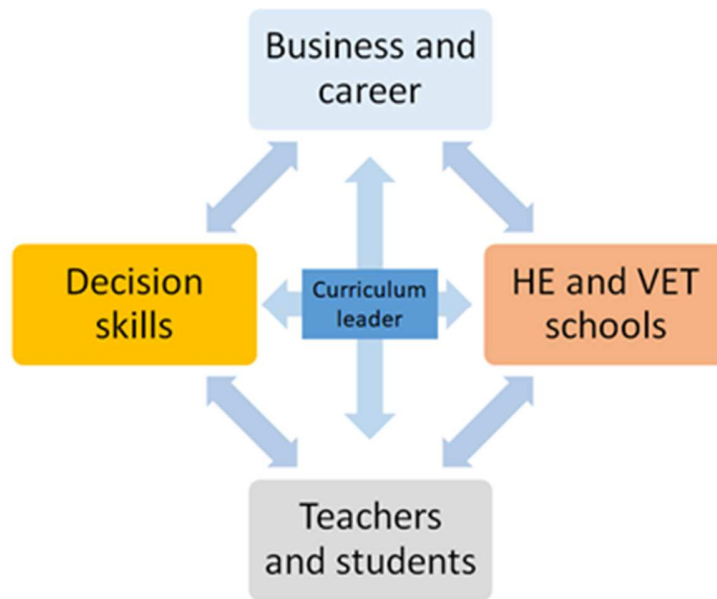 Business and
career
Decision
skills
Curriculum
leader
HE and VET
schools
Teachers
and students